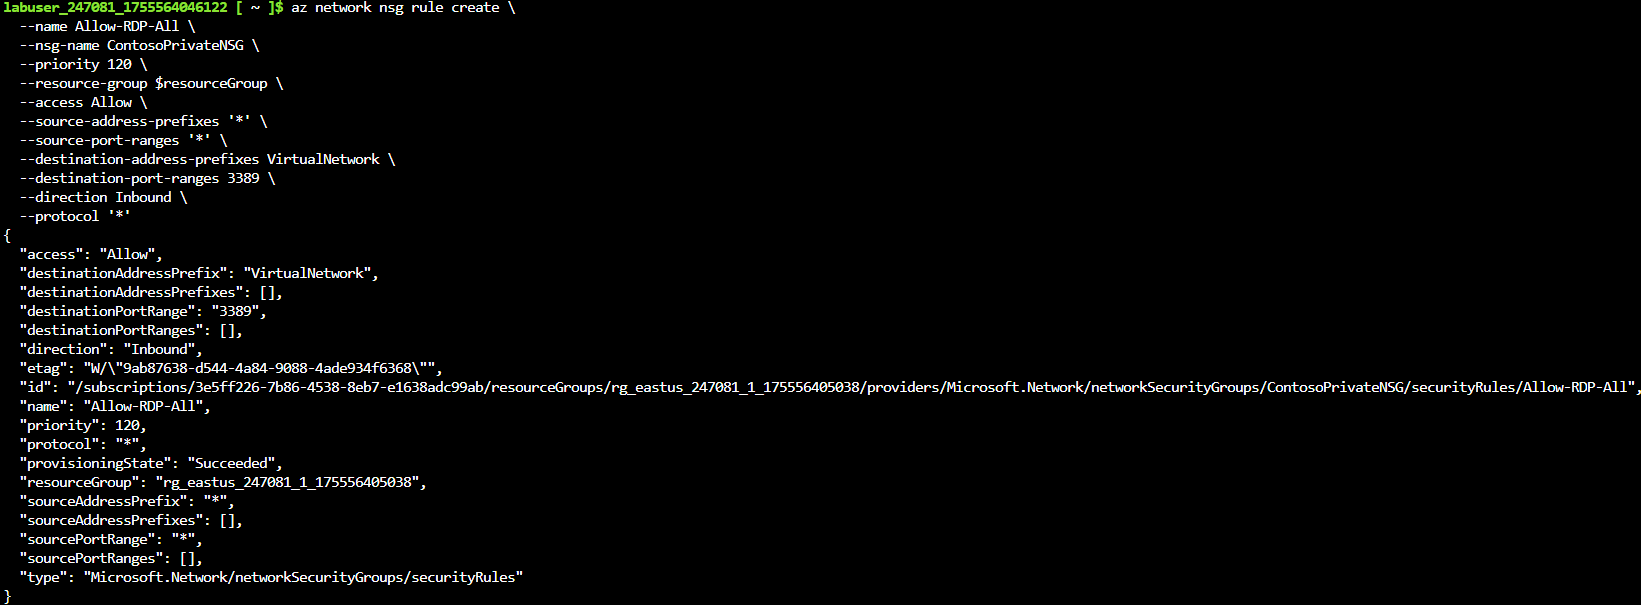 labuser_247081_1755564046122 [ ~ ]$ az network nsg rule create \
  --name Allow-RDP-All \
  --nsg-name ContosoPrivateNSG \
  --priority 120 \
  --resource-group $resourceGroup \
  --access Allow \
  --source-address-prefixes '*' \
  --source-port-ranges '*' \
  --destination-address-prefixes VirtualNetwork \
  --destination-port-ranges 3389 \
  --direction Inbound \
  --protocol '*'
{
  "access": "Allow",
  "destinationAddressPrefix": "VirtualNetwork",
  "destinationAddressPrefixes": [],
  "destinationPortRange": "3389",
  "destinationPortRanges": [],
  "direction": "Inbound",
  "etag": "W/\"9ab87638-d544-4a84-9088-4ade934f6368\"",
  "id": "/subscriptions/3e5ff226-7b86-4538-8eb7-e1638adc99ab/resourceGroups/rg_eastus_247081_1_175556405038/providers/Microsoft.Network/networkSecurityGroups/ContosoPrivateNSG/securityRules/Allow-RDP-All",
  "name": "Allow-RDP-All",
  "priority": 120,
  "protocol": "*",
  "provisioningState": "Succeeded",
  "resourceGroup": "rg_eastus_247081_1_175556405038",
  "sourceAddressPrefix": "*",
  "sourceAddressPrefixes": [],
  "sourcePortRange": "*",
  "sourcePortRanges": [],
  "type": "Microsoft.Network/networkSecurityGroups/securityRules"
}